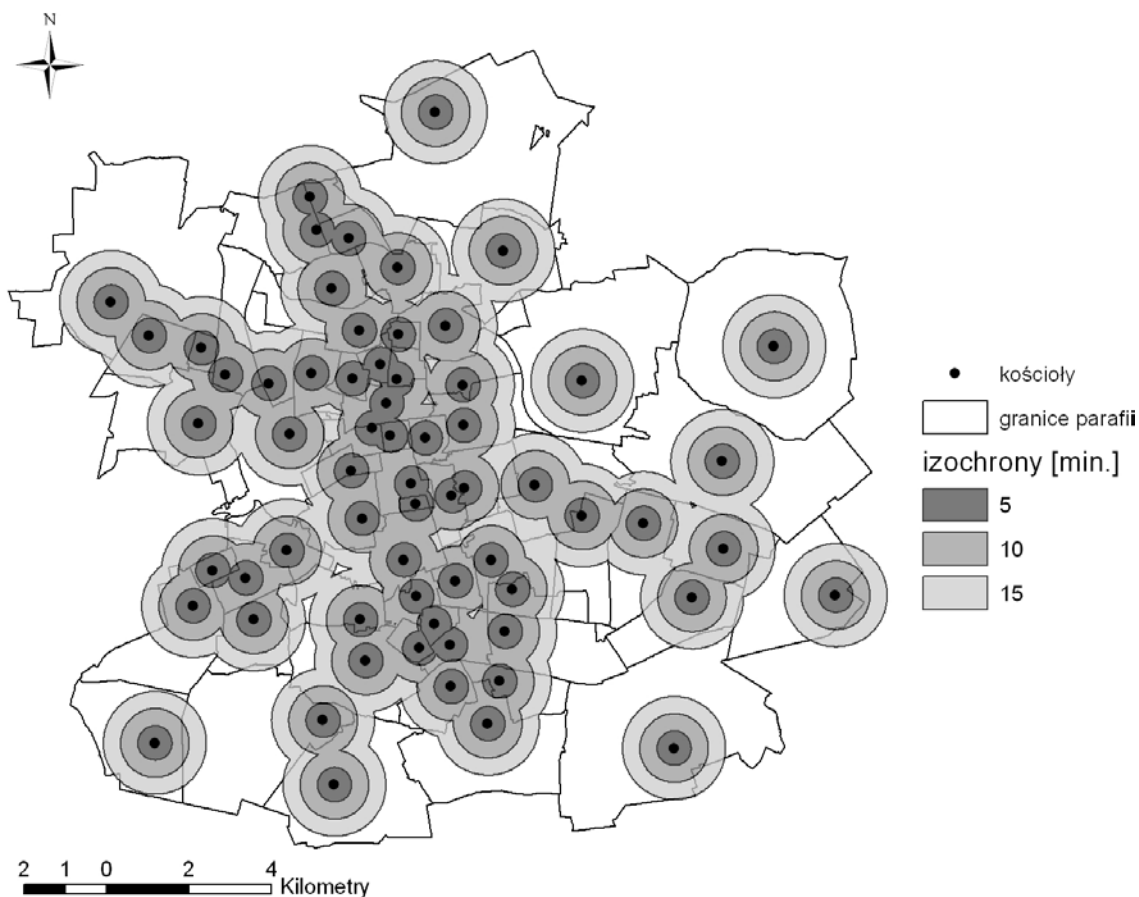 N
kościoły
granice parafii
izochrony [min.]
5
10
15
2 1 0 2 4
Kilometry